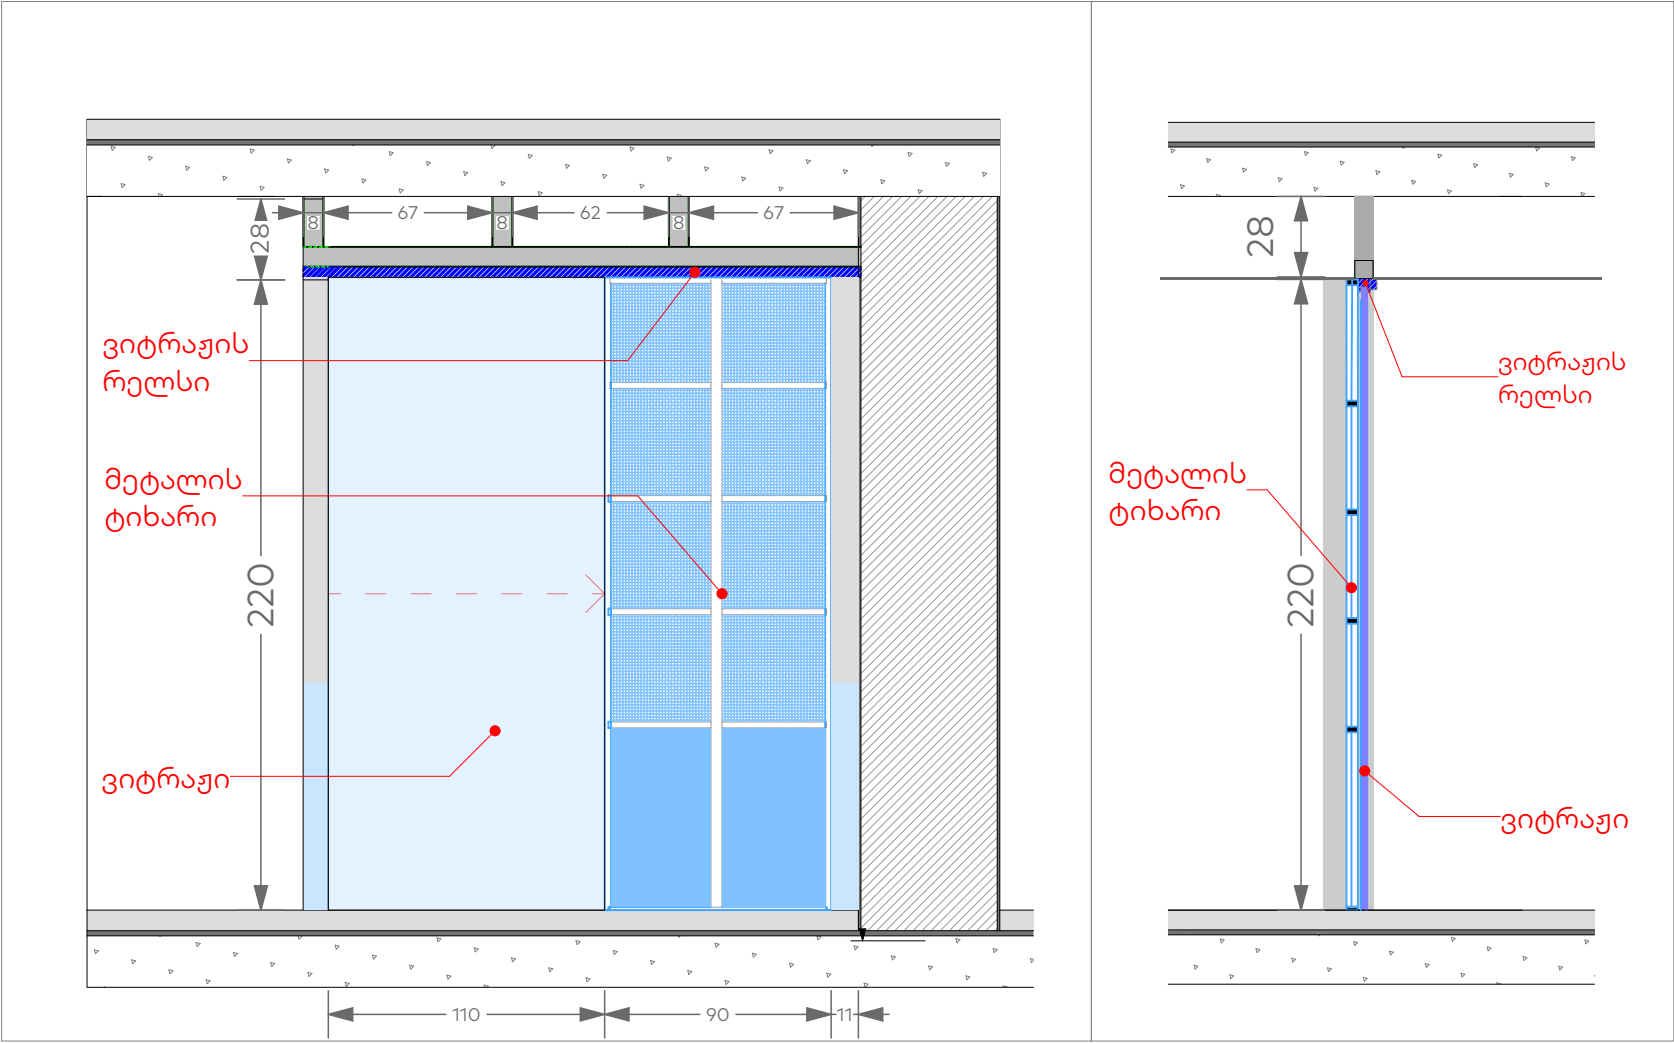 8
67
8
62
8
67
28
220
ვიტრაჟის
რელსი
მეტალის
ტიხარი
ვიტრაჟი
110
90
11
28
220
ვიტრაჟის
რელსი
მეტალის
ტიხარი
ვიტრაჟი